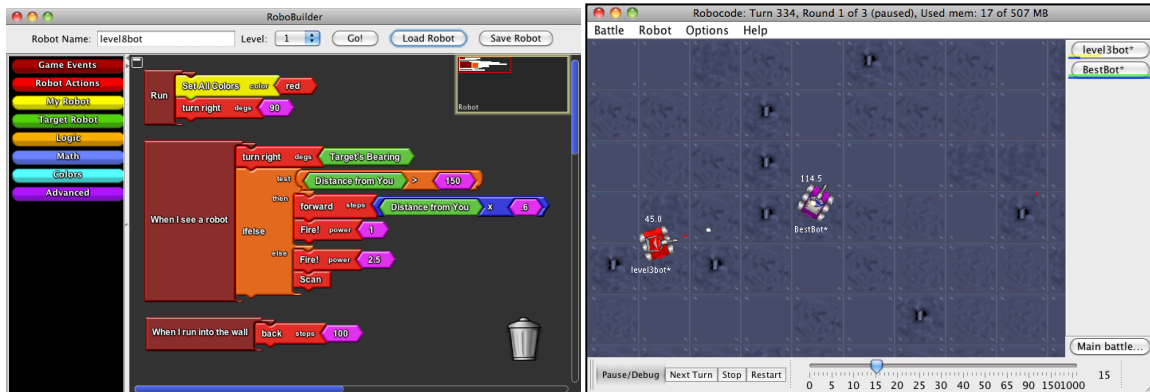 RoboBuilder
Robot Name: level8bot Level: 1 Go! Load Robot Save Robot
Game Events
Robot Actions
My Robot
Target Robot
Logic
Math
Colors
Advanced
Run
Set All Colors color red
turn right degs 90
Robot
When I see a robot
turn right degs Target's Bearing
ifelse
test Distance from You > 150
then
forward steps Distance from You x .6
Fire! power 1
else
Fire! power 2.5
Scan
When I run into the wall back steps 100
Robocode: Turn 334, Round 1 of 3 (paused), Used mem: 17 of 507 MB
Battle Robot Options Help
level3bot*
BestBot*
114.5
BestBot*
45.0
level3bot*
Main battle...
Pause/Debug Next Turn Stop Restart
0 5 10 15 20 25 30 40 50 65 90 1501000
15